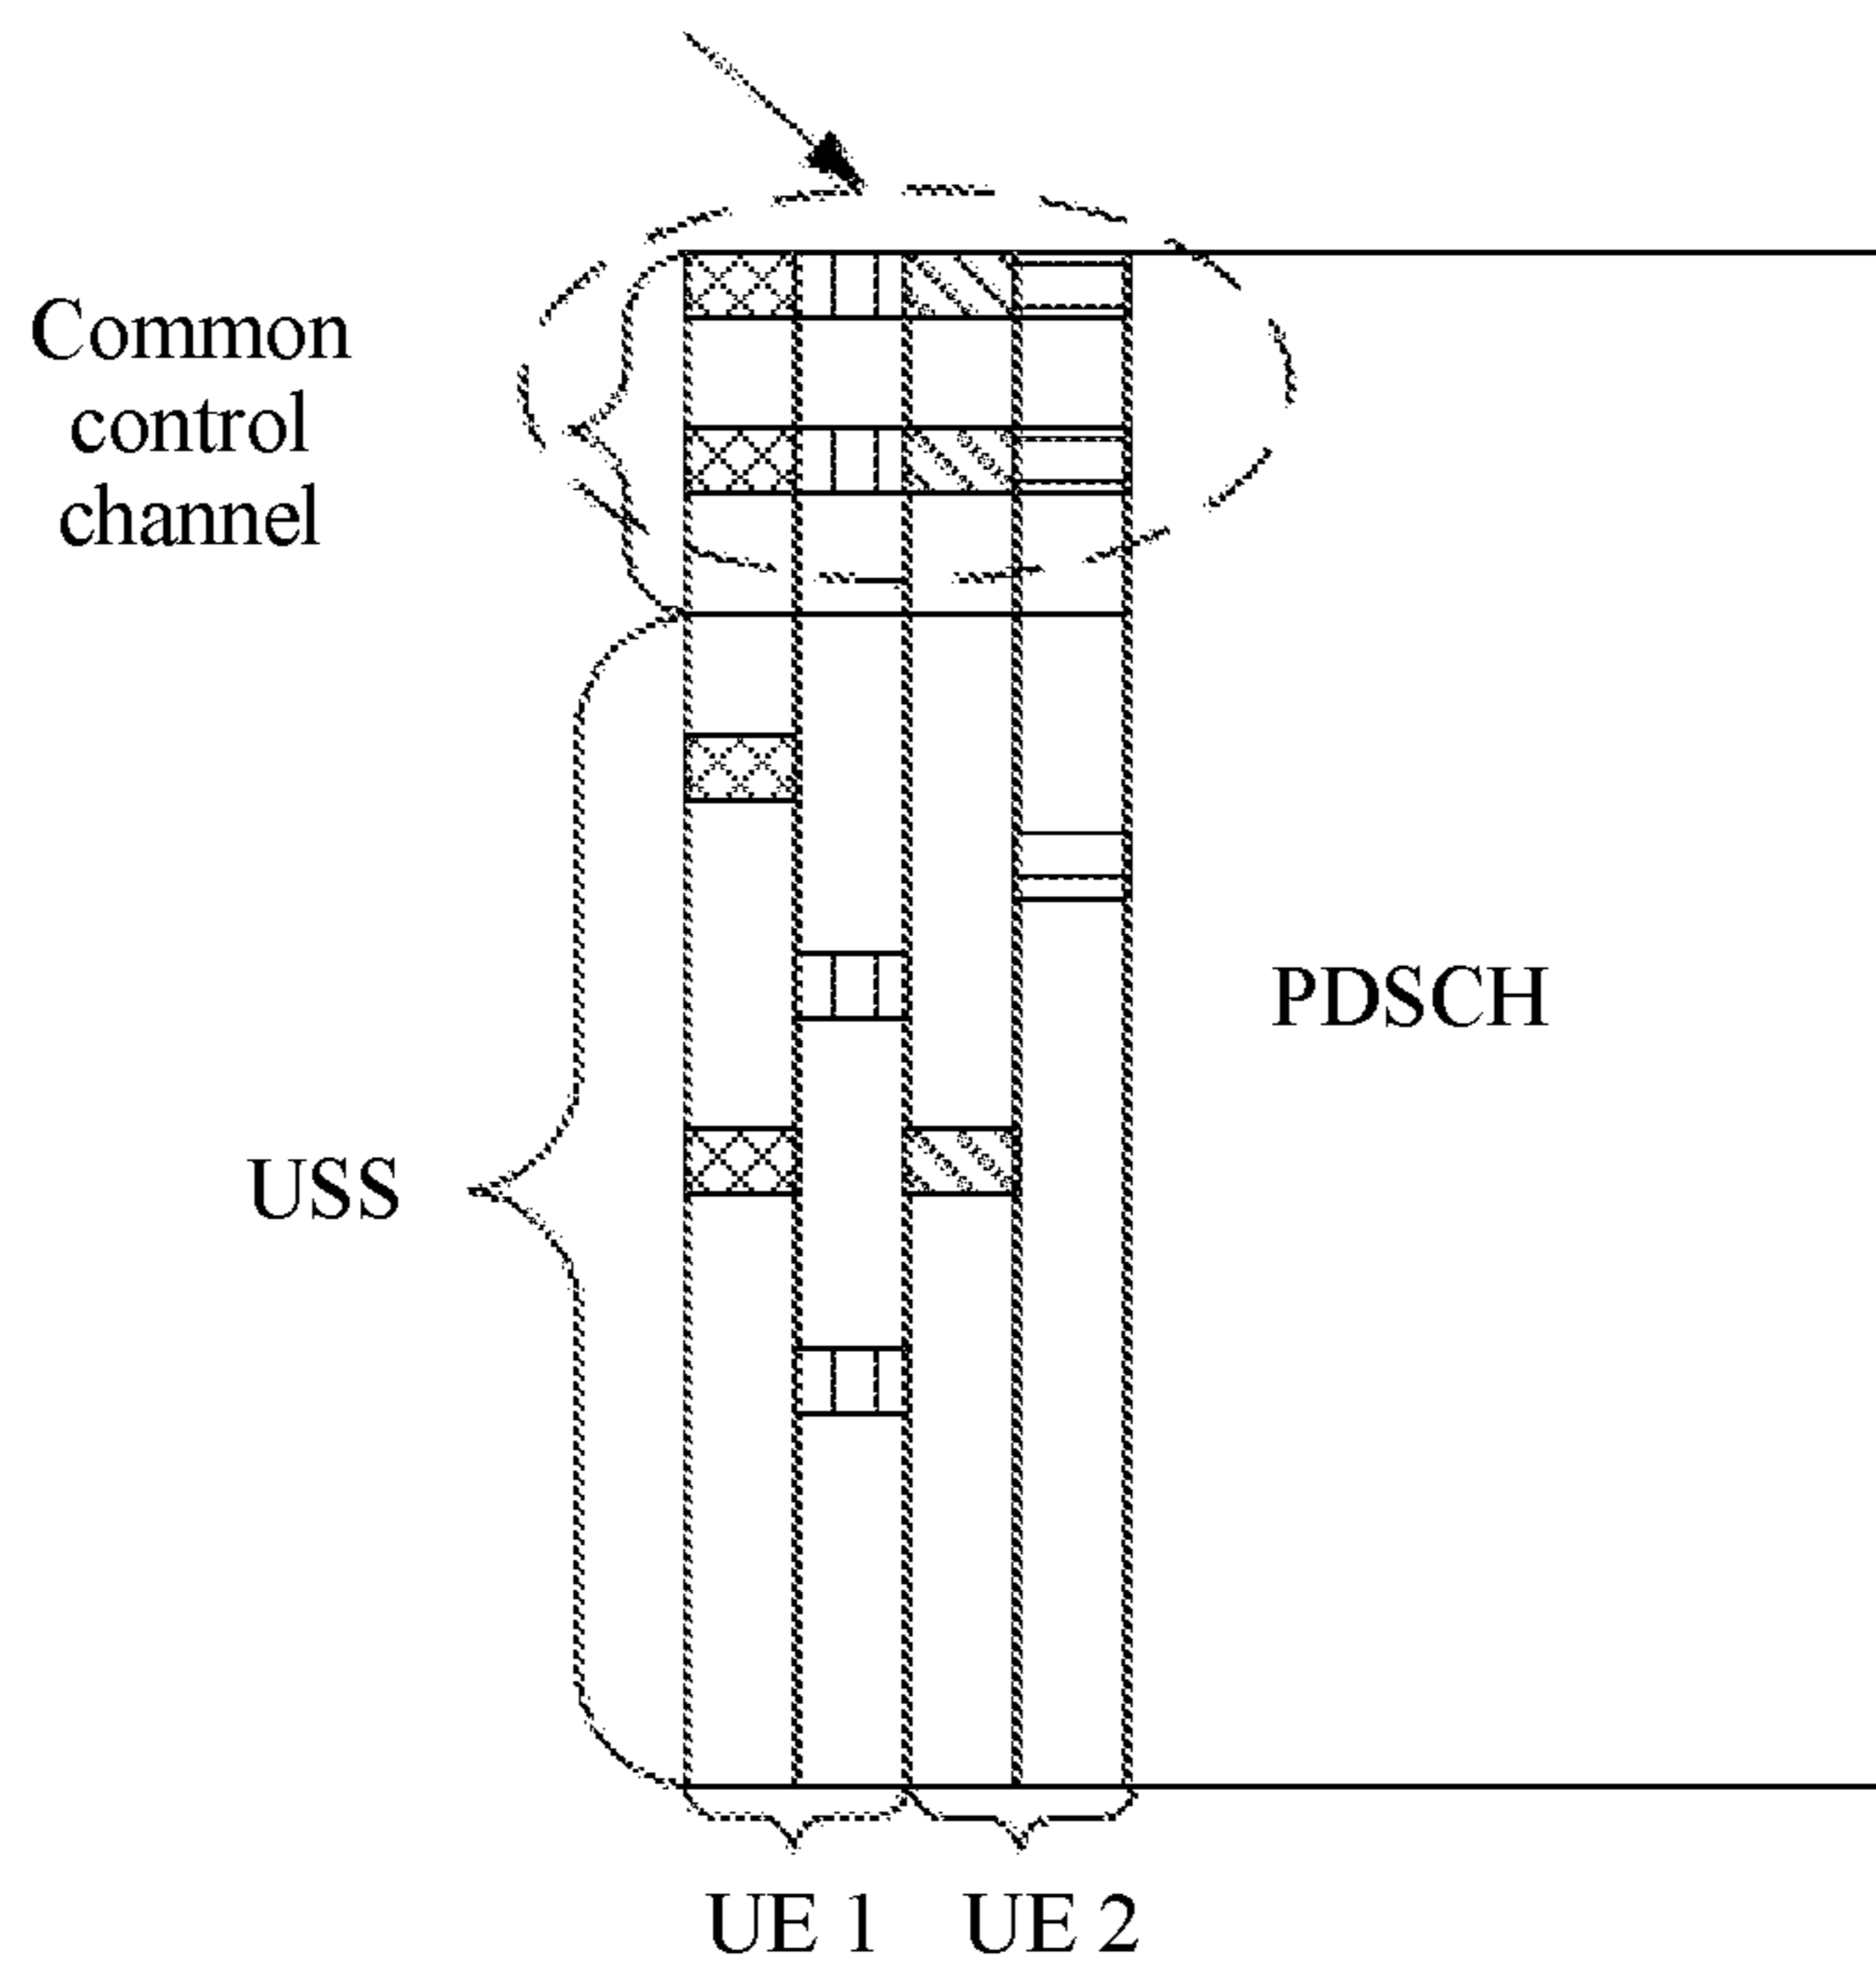 Common
control
channel
PDSCH
USS
UE 1
UE 2